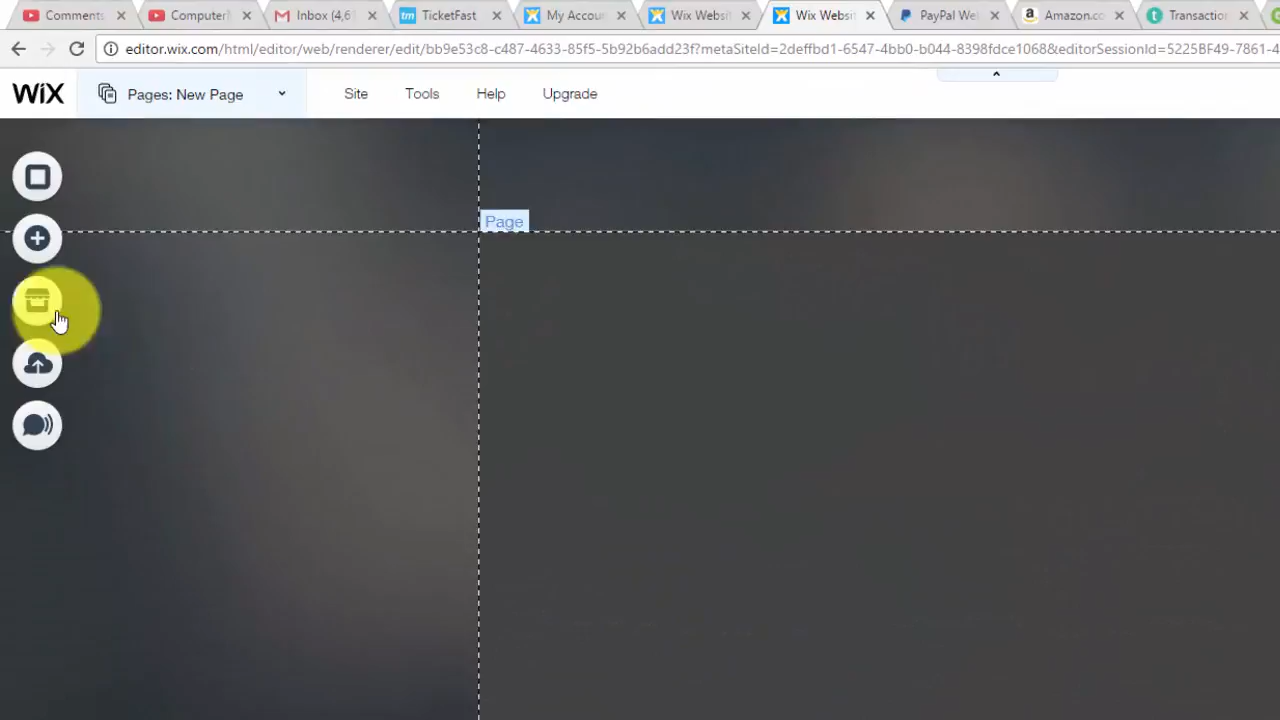 Comments Computer Inbox (4,6 TicketFast My Accou Wix Websi Wix Websi PayPal We Amazon.co Transaction
editor.wix.com/html/editor/web/renderer/edit/bb9e53c8-c487-4633-85f5-5b92b6add23f?metaSiteId=2deffbd1-6547-4bb0-b044-8398fdce1068&editorSessionId=5225BF49-7861-4
WiX Pages: New Page Site Tools Help Upgrade
Page